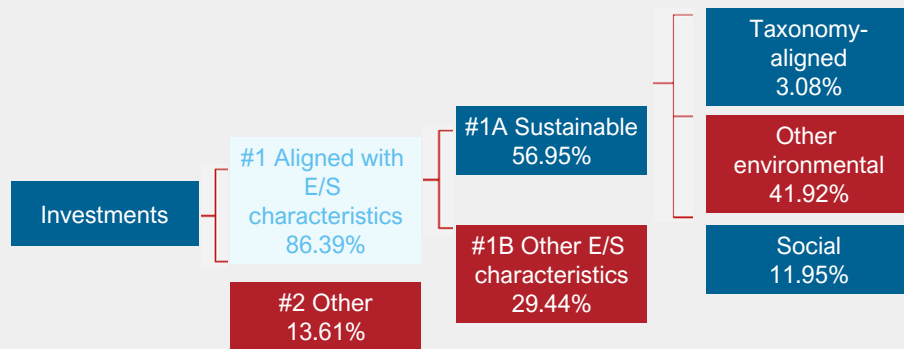 Investments
#1 Aligned with
E/S
characteristics
86.39%
#2 Other
13.61%
#1A Sustainable
56.95%
#1B Other E/S
characteristics
29.44%
Taxonomy-
aligned
3.08%
Other
environmental
41.92%
Social
11.95%